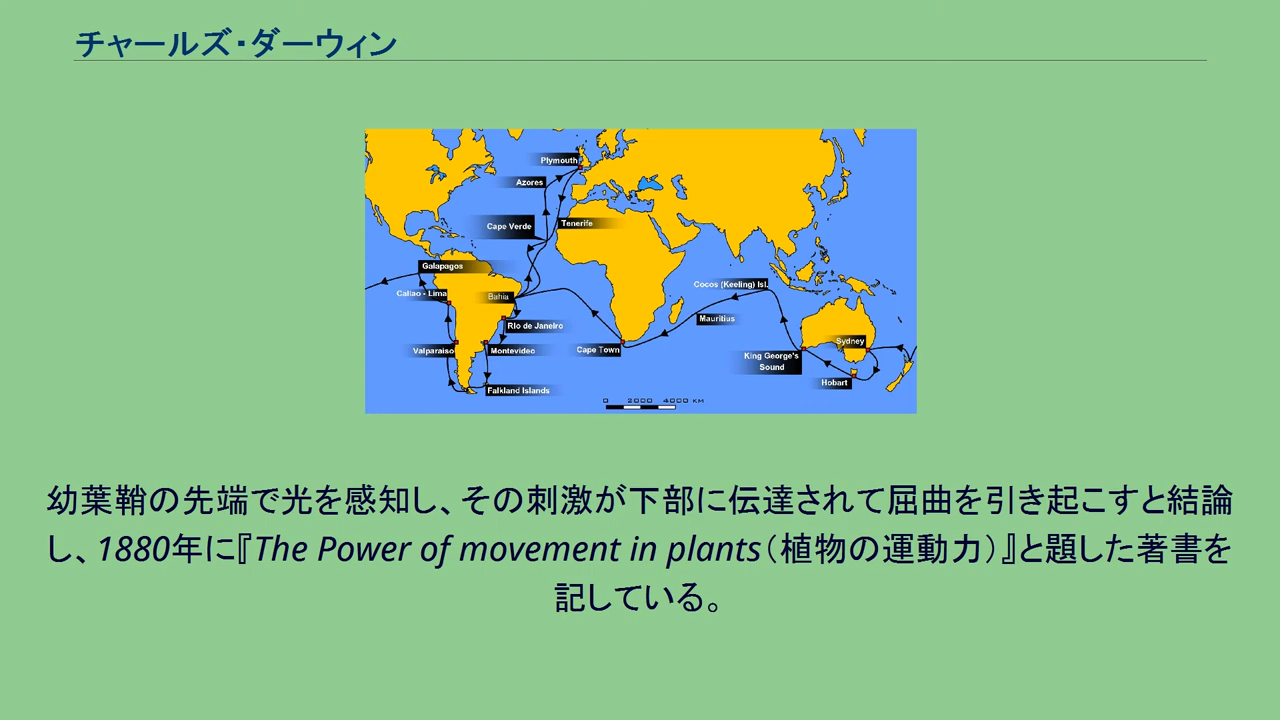 チャールズ・ダーウィン
Plymouth
Azores
Cape Verde
Tenerife
Galapagos
Callao - Lima
Bahia
Cocos (Keeling) Isl.
Mauritius
Rio de Janeiro
Sydney
Valparaiso
Montevideo
Cape Town
King George's
Sound
Hobart
Falkland Islands
0 2000 4000 KM
幼葉鞘の先端で光を感知し、その刺激が下部に伝達されて屈曲を引き起こすと結論
し、1880年に『The Power of movement in plants（植物の運動力）』と題した著書を
記している。